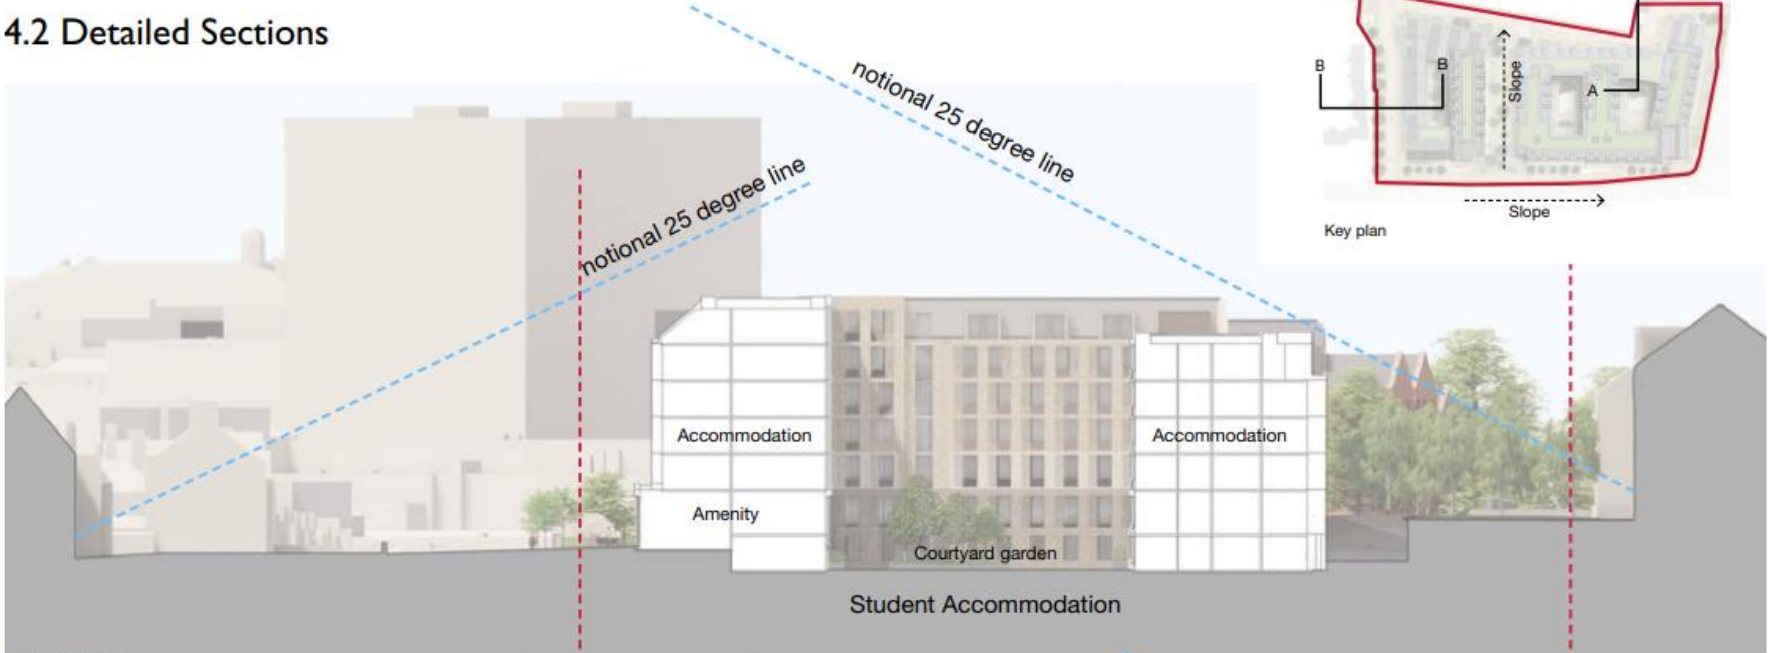 4.2 Detailed Sections
notional 25 degree line
notional 25 degree line
B
B
Slope
A
Slope
Key plan
Accommodation
Accommodation
Amenity
Courtyard garden
Student Accommodation